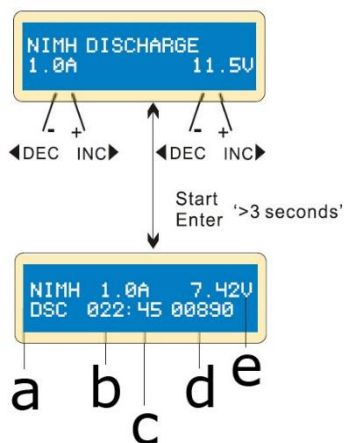 NIMH DISCHARGE
1.0A 11.5V
- + - +
◀DEC INC▶ ◀DEC INC▶
Start
Enter '>3 seconds'
NIMH 1.0A 7.42V
DSC 022:45 00890
a b c d e